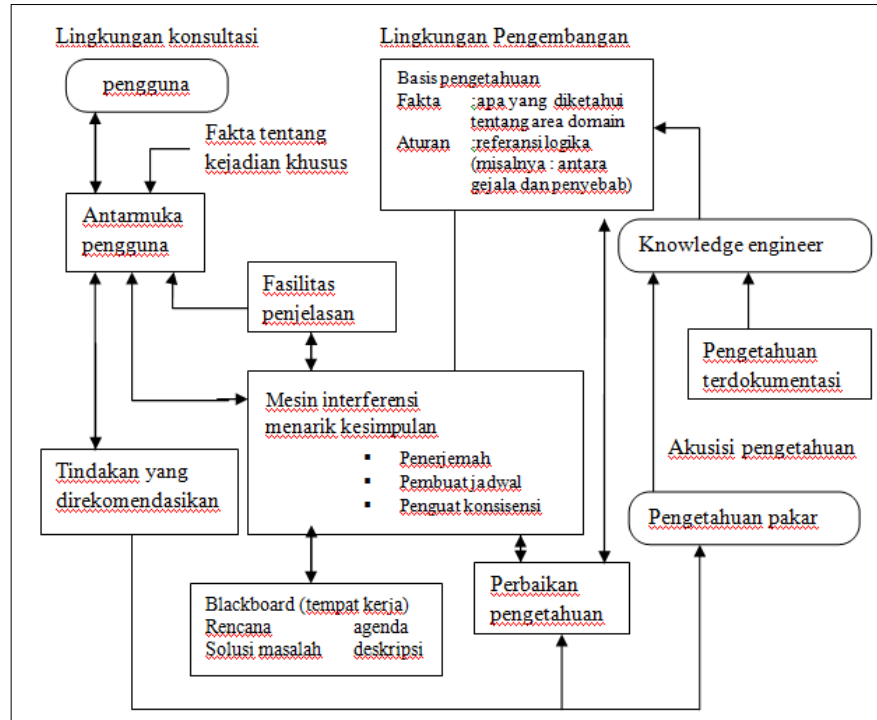 Lingkungan konsultasi
Lingkungan Pengembangan
pengguna
Fakta tentang
kejadian khusus
Basis pengetahuan
Fakta :apa yang diketahui
tentang area domain
Aturan :referansi logika
(misalnya : antara
gejala dan penyebab)
Antarmuka
pengguna
Knowledge engineer
Fasilitas
penjelasan
Pengetahuan
terdokumentasi
Mesin interferensi
menarik kesimpulan
▪ Penerjemah
▪ Pembuat jadwal
▪ Penguat konsisensi
Akusisi pengetahuan
Tindakan yang
direkomendasikan
Pengetahuan pakar
Blackboard (tempat kerja)
Rencana agenda
Solusi masalah deskripsi
Perbaikan
pengetahuan